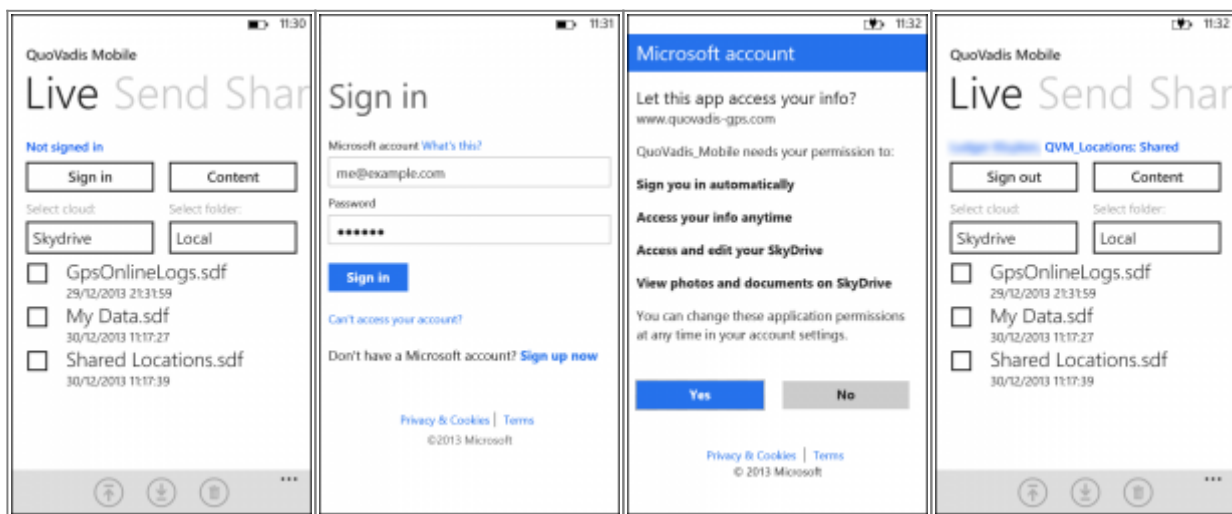 11:30
QuoVadis Mobile
Live Send Shar
Not signed in
Sign in
Content
Select cloud:
Select folder:
Skydrive
Local
GpsOnlineLogs.sdf
29/12/2013 21:31:59
My Data.sdf
30/12/2013 11:17:27
Shared Locations.sdf
30/12/2013 11:17:39
11:31
Sign in
Microsoft account What's this?
me@example.com
Password
Sign in
Can't access your account?
Don't have a Microsoft account? Sign up now
Privacy & Cookies | Terms
©2013 Microsoft
11:32
Microsoft account
Let this app access your info?
www.quovadis-gps.com
QuoVadis_Mobile needs your permission to:
Sign you in automatically
Access your info anytime
Access and edit your SkyDrive
View photos and documents on SkyDrive
You can change these application permissions
at any time in your account settings.
Yes
No
Privacy & Cookies | Terms
© 2013 Microsoft
11:32
QuoVadis Mobile
Live Send Shar
QVM_Locations: Shared
Sign out
Content
Select cloud:
Select folder:
Skydrive
Local
GpsOnlineLogs.sdf
29/12/2013 21:31:59
My Data.sdf
30/12/2013 11:17:27
Shared Locations.sdf
30/12/2013 11:17:39